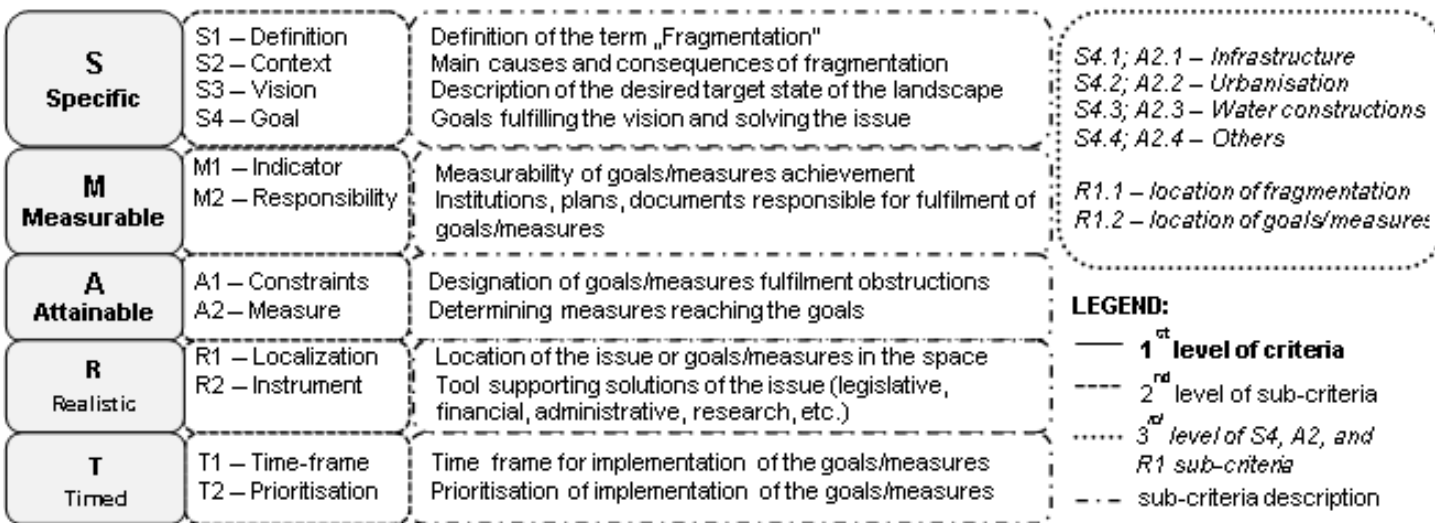 S
Specific
S1 – Definition
S2 – Context
S3 – Vision
S4 – Goal
Definition of the term „Fragmentation"
Main causes and consequences of fragmentation
Description of the desired target state of the landscape
Goals fulfilling the vision and solving the issue
M
Measurable
M1 – Indicator
M2 – Responsibility
Measurability of goals/measures achievement
Institutions, plans, documents responsible for fulfilment of
goals/measures
A
Attainable
A1 – Constraints
A2 – Measure
Designation of goals/measures fulfilment obstructions
Determining measures reaching the goals
R
Realistic
R1 – Localization
R2 – Instrument
Location of the issue or goals/measures in the space
Tool supporting solutions of the issue (legislative,
financial, administrative, research, etc.)
T
Timed
T1 – Time-frame
T2 – Prioritisation
Time frame for implementation of the goals/measures
Prioritisation of implementation of the goals/measures
S4.1; A2.1 – Infrastructure
S4.2; A2.2 – Urbanisation
S4.3; A2.3 – Water constructions
S4.4; A2.4 – Others
R1.1 – location of fragmentation
R1.2 – location of goals/measures
LEGEND:
1st level of criteria
2nd level of sub-criteria
3rd level of S4, A2, and
R1 sub-criteria
sub-criteria description